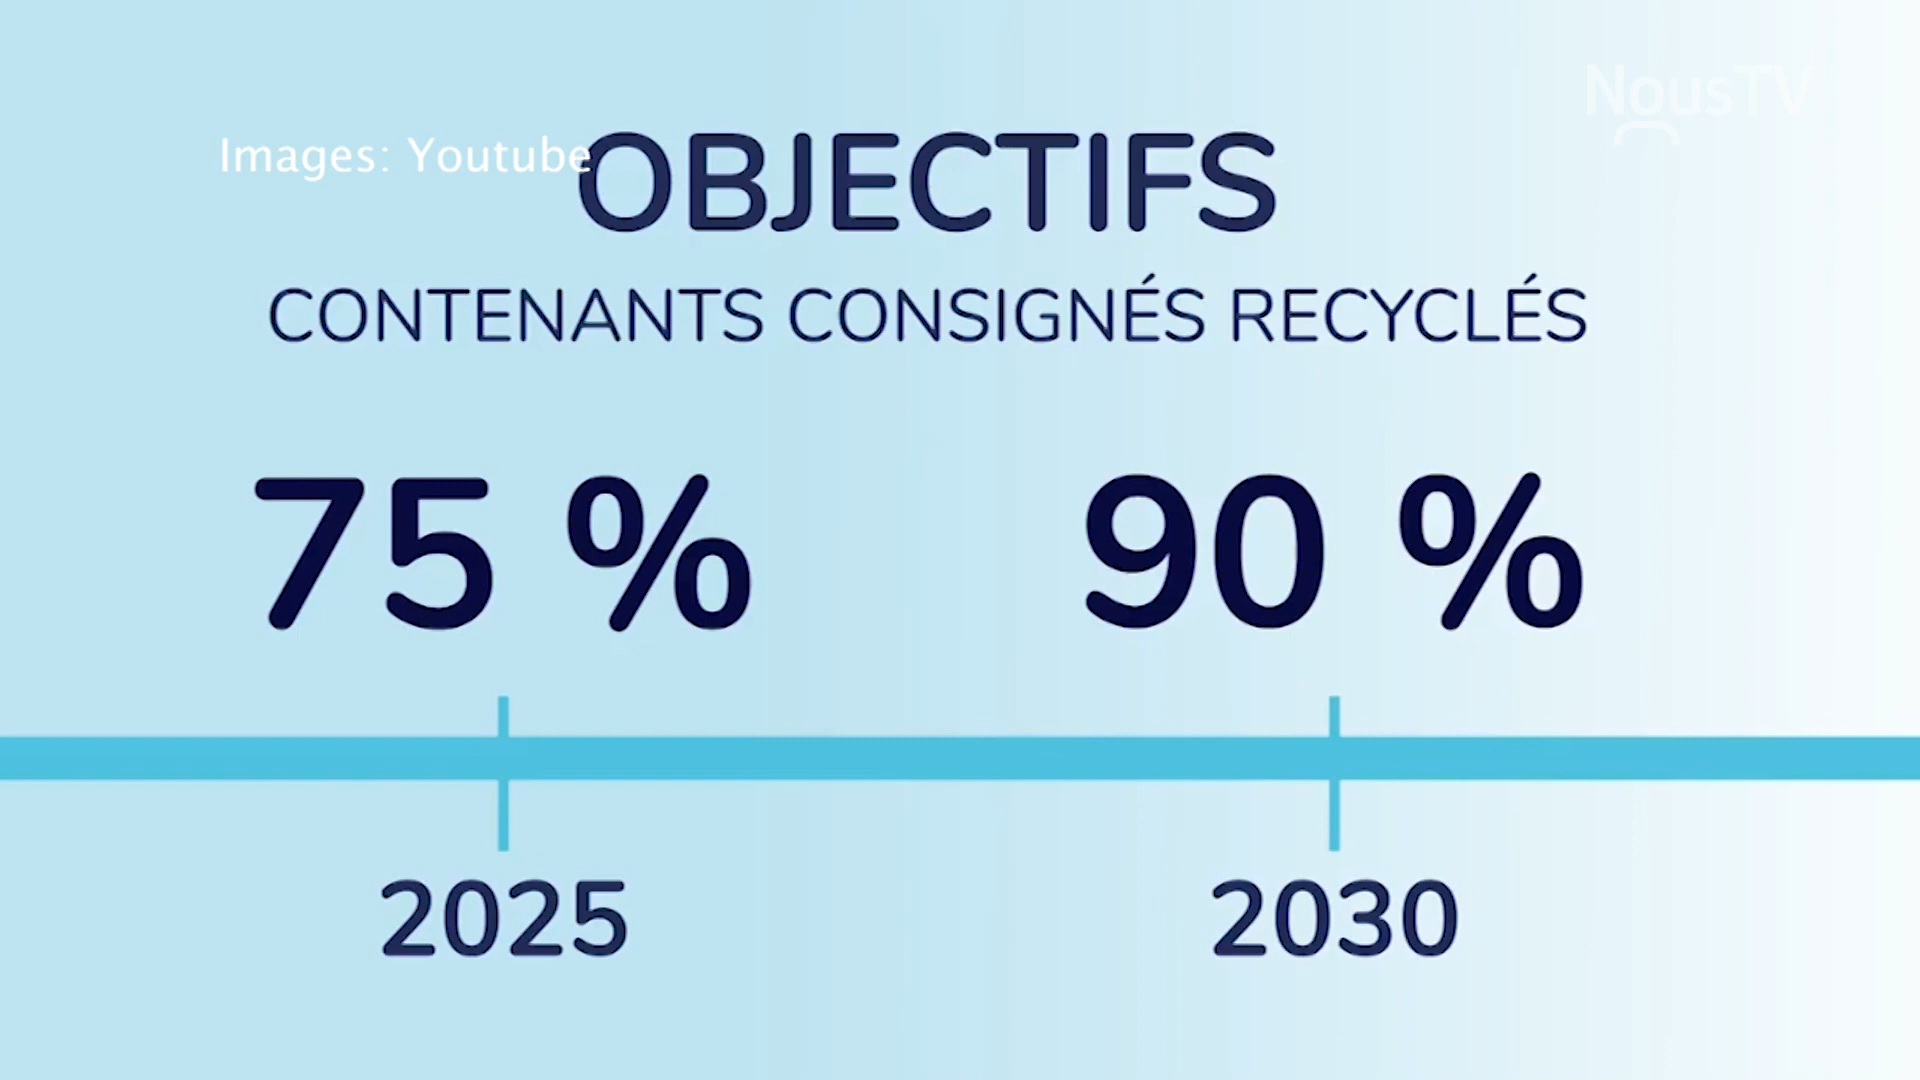 NousTV
Images: Youtube
OBJECTIFS
CONTENANTS CONSIGNÉS RECYCLÉS
75 % 90 %
2025 2030